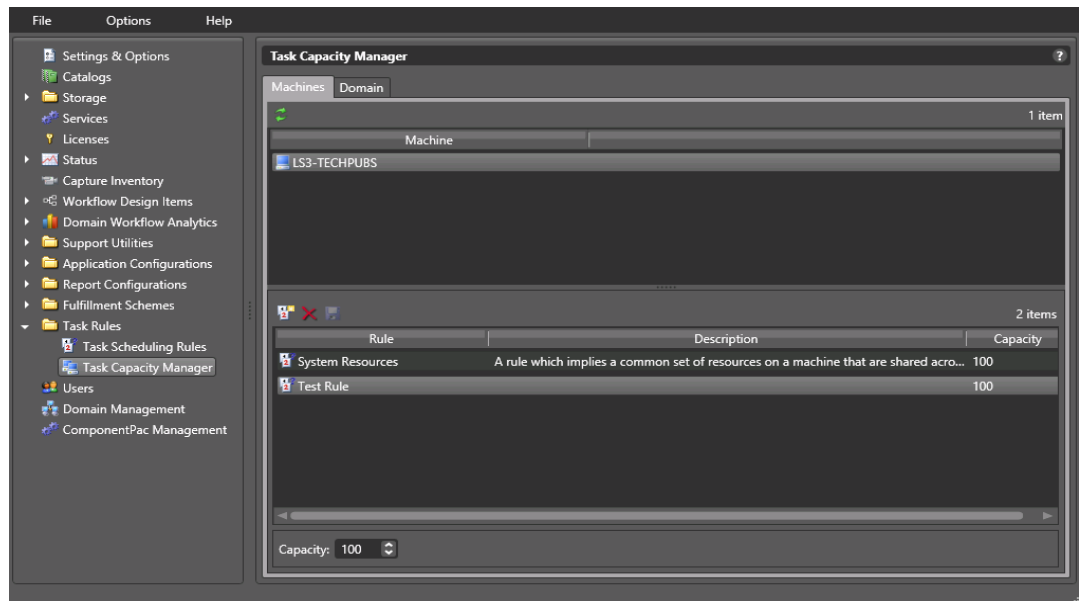 File Options Help
Settings & Options
Catalogs
Storage
Services
Licenses
Status
Capture Inventory
Workflow Design Items
Domain Workflow Analytics
Support Utilities
Application Configurations
Report Configurations
Fulfillment Schemes
Task Rules
Task Scheduling Rules
Task Capacity Manager
Users
Domain Management
ComponentPac Management
Task Capacity Manager ?
Machines Domain
1 item
Machine
LS3-TECHPUBS
2 items
Rule Description Capacity
System Resources A rule which implies a common set of resources on a machine that are shared acro... 100
Test Rule 100
Capacity: 100